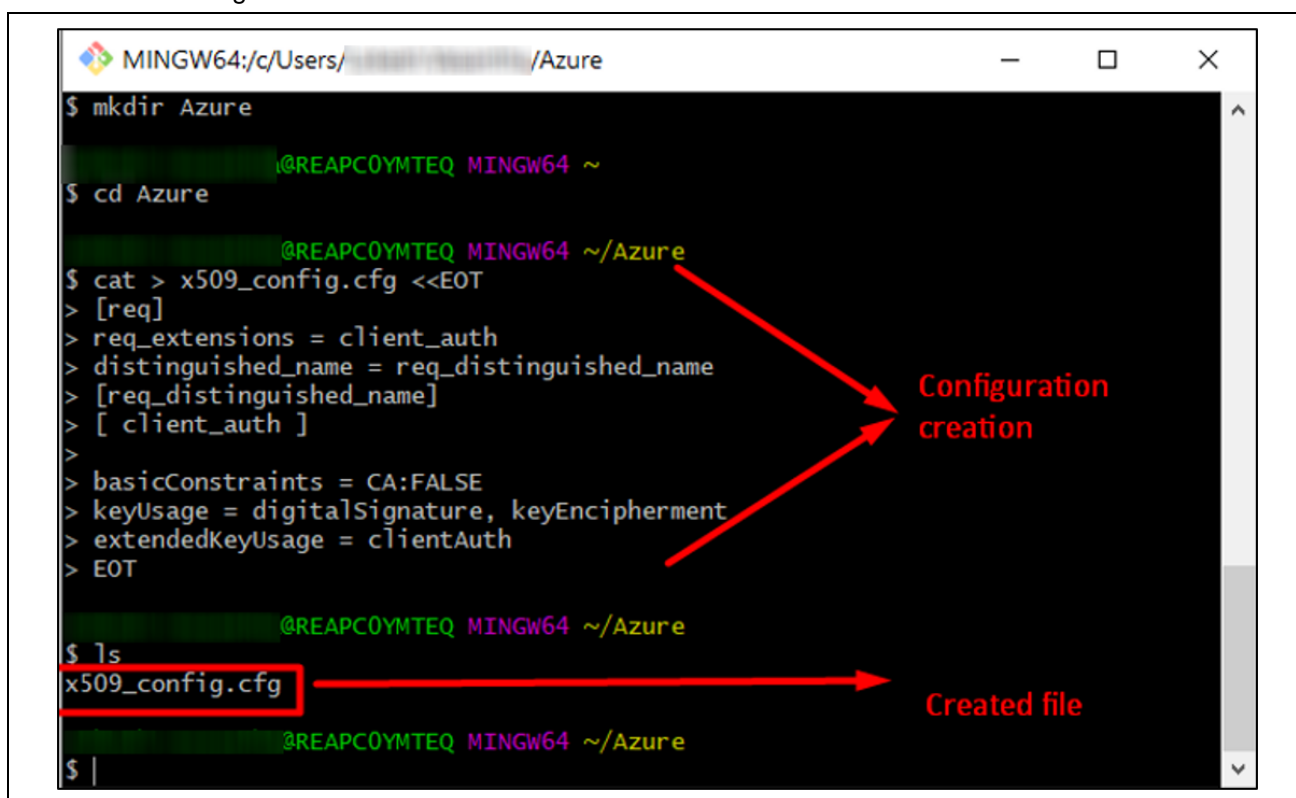 MINGW64:/c/Users/ /Azure
$ mkdir Azure
@REAPC0YMTEQ MINGW64 ~
$ cd Azure
@REAPC0YMTEQ MINGW64 ~/Azure
$ cat > x509_config.cfg <<EOT
> [req]
> req_extensions = client_auth
> distinguished_name = req_distinguished_name
> [req_distinguished_name]
> [ client_auth ]
>
> basicConstraints = CA:FALSE
> keyUsage = digitalSignature, keyEncipherment
> extendedKeyUsage = clientAuth
> EOT
Configuration
creation
@REAPC0YMTEQ MINGW64 ~/Azure
$ ls
x509_config.cfg
Created file
@REAPC0YMTEQ MINGW64 ~/Azure
$